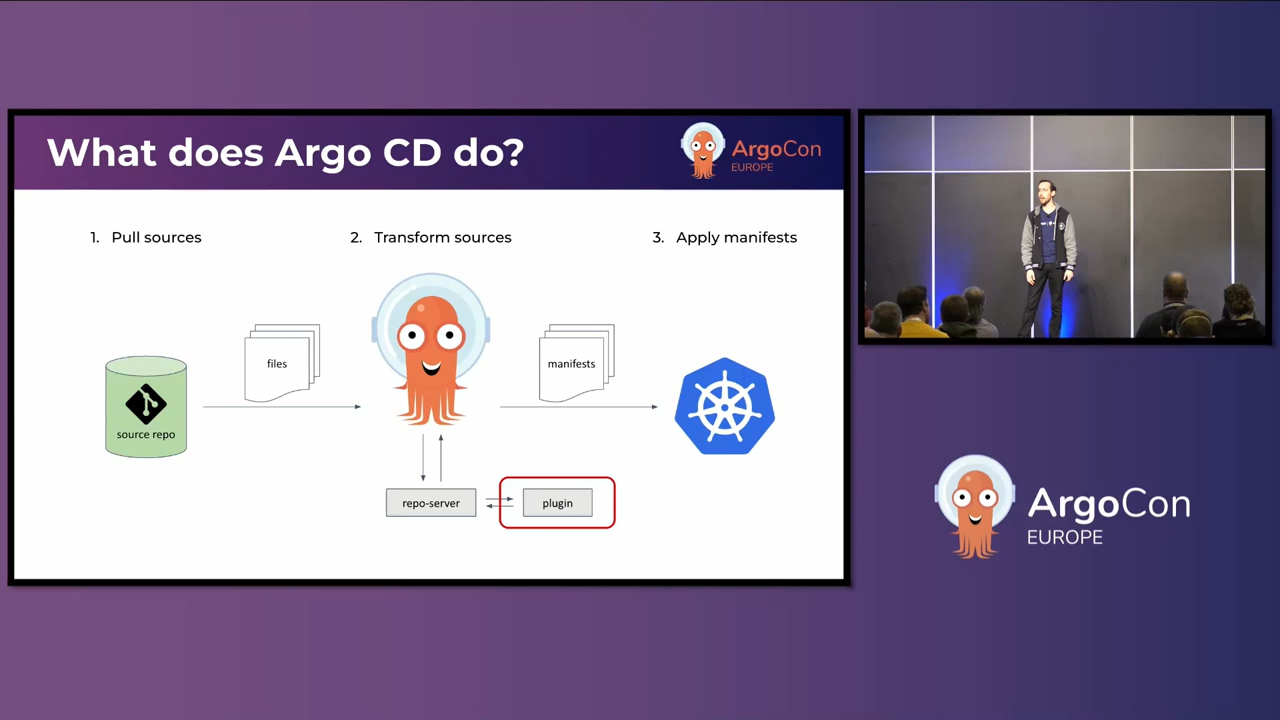 What does Argo CD do?
ArgoCon
EUROPE
1. Pull sources
2. Transform sources
3. Apply manifests
files
manifests
source repo
repo-server
plugin
ArgoCon
EUROPE